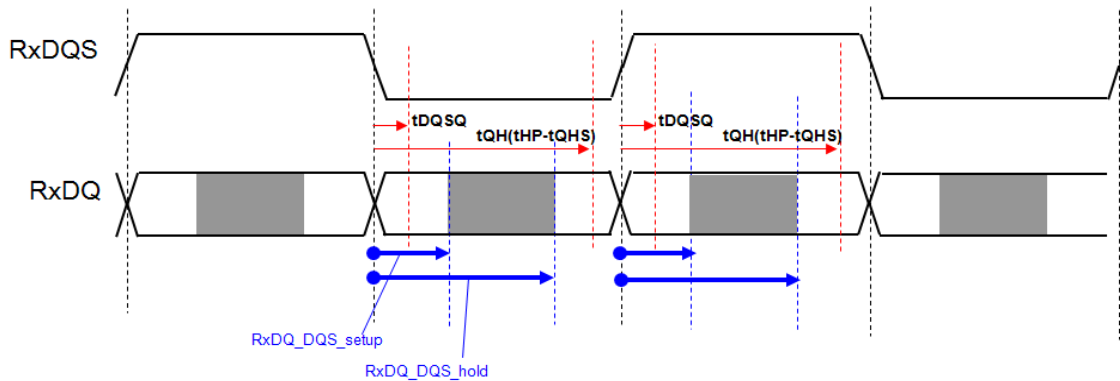 RxDQS
tDQSQ
tDQSQ
tQH(tHP-tQHS)
tQH(tHP-tQHS)
RxDQ
RxDQ_DQS_setup
RxDQ_DQS_hold